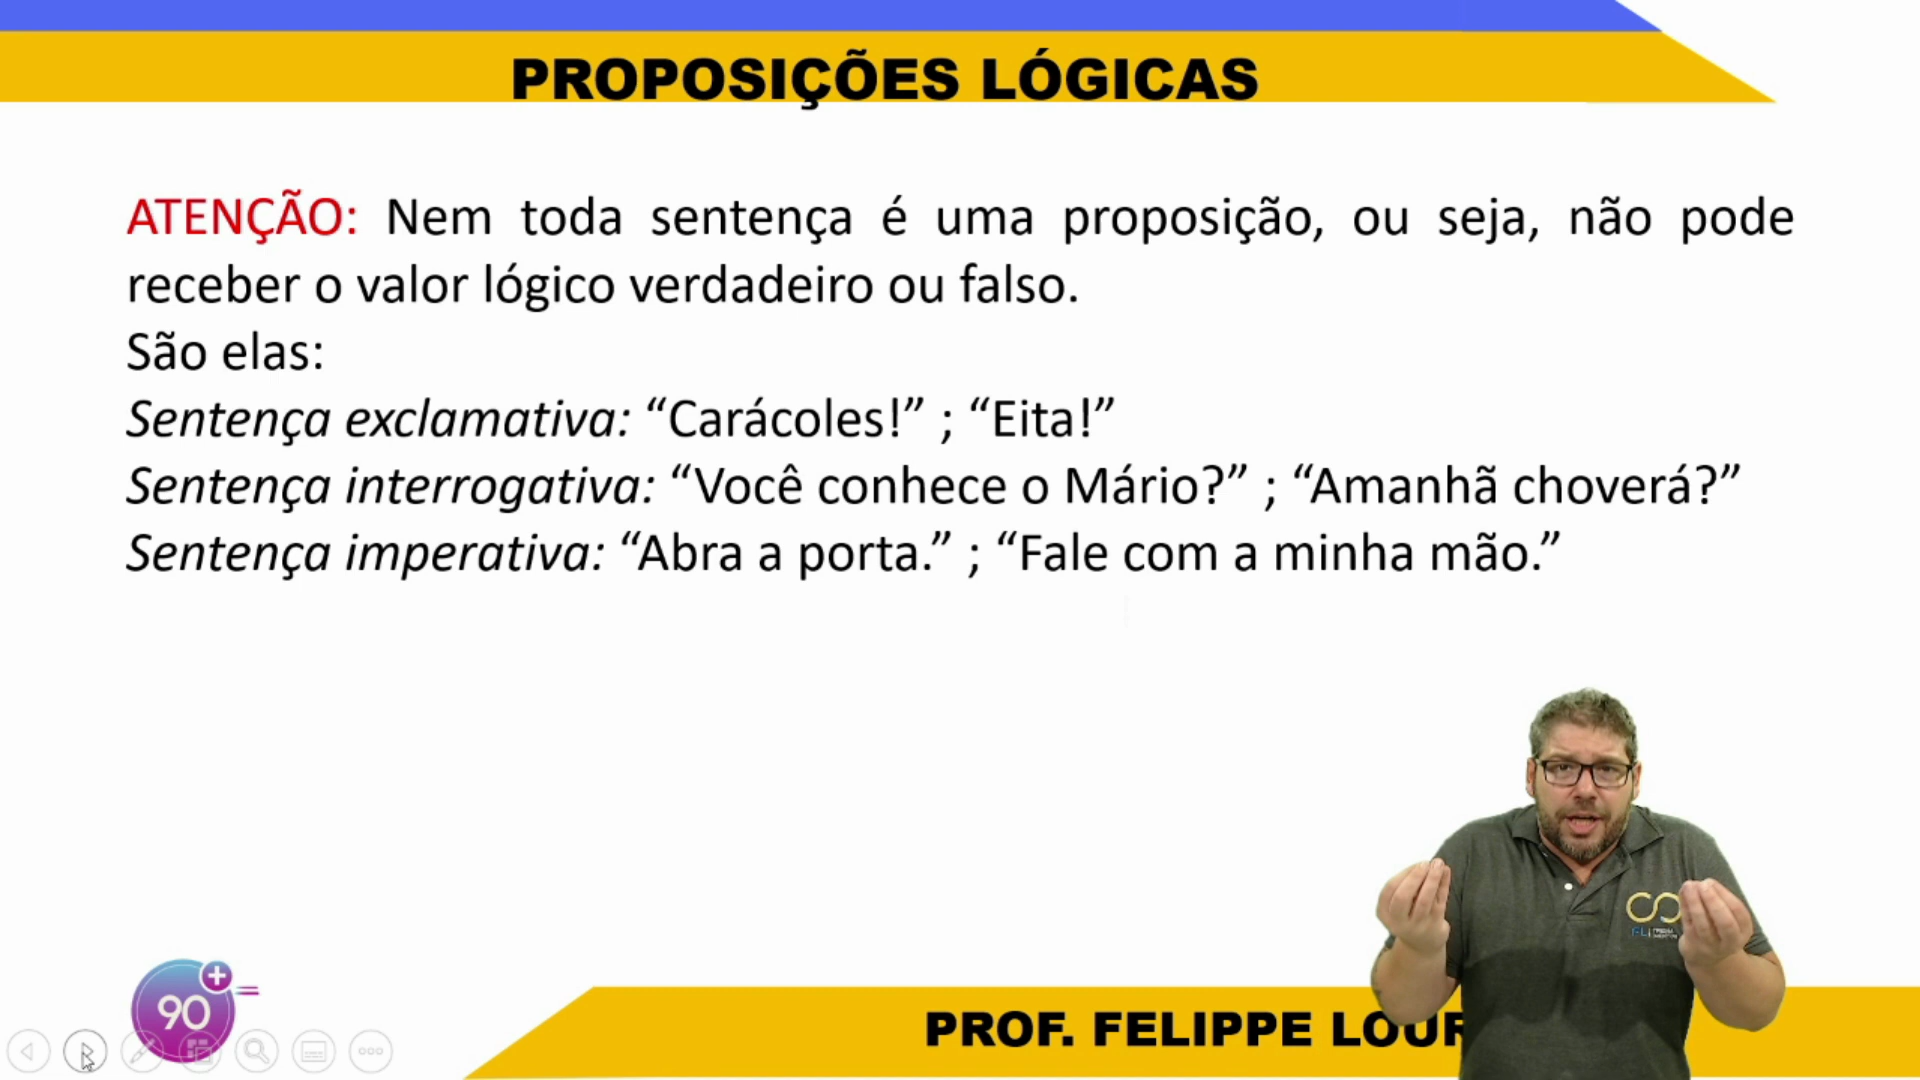 PROPOSIÇÕES LÓGICAS
ATENÇÃO: Nem toda sentença é uma proposição, ou seja, não pode
receber o valor lógico verdadeiro ou falso.
São elas:
Sentença exclamativa: “Carácoles!” ; “Eita!”
Sentença interrogativa: “Você conhece o Mário?” ; “Amanhã choverá?”
Sentença imperativa: “Abra a porta.” ; “Fale com a minha mão.”
90+
PROF. FELIPPE